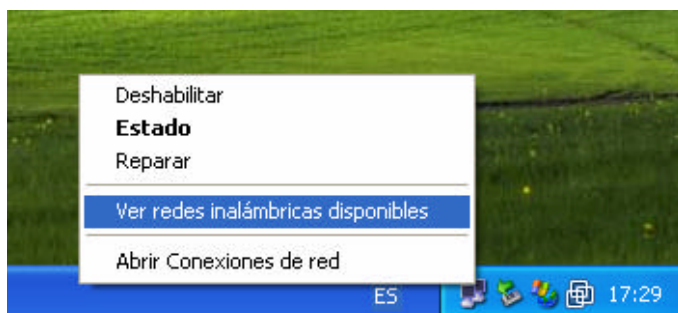 Deshabilitar
Estado
Reparar
Ver redes inalámbricas disponibles
Abrir Conexiones de red
ES 17:29